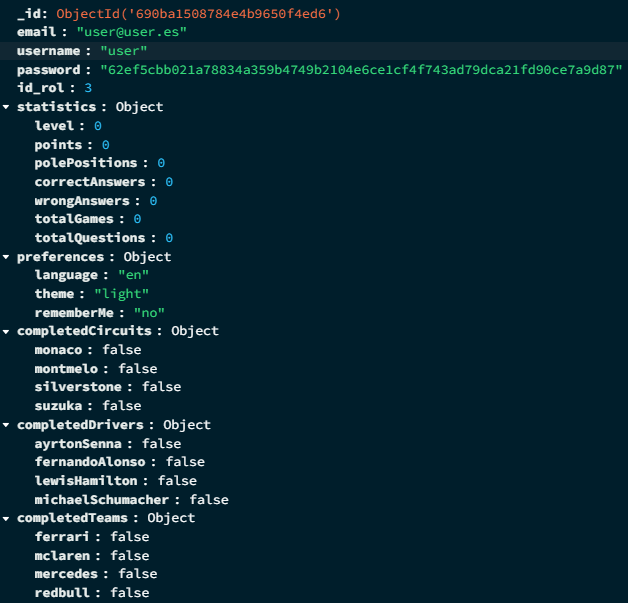 _id: ObjectId('690ba1508784e4b9650f4ed6')
email : "user@user.es"
username : "user"
password : "62ef5cbb021a78834a359b4749b2104e6ce1cf4f743ad79dca21fd90ce7a9d87"
id_rol : 3
statistics : Object
level : 0
points : 0
polePositions : 0
correctAnswers : 0
wrongAnswers : 0
totalGames : 0
totalQuestions : 0
preferences : Object
language : "en"
theme : "light"
rememberMe : "no"
completedCircuits : Object
monaco : false
montmelo : false
silverstone : false
suzuka : false
completedDrivers : Object
ayrtonSenna : false
fernandoAlonso : false
lewisHamilton : false
michaelSchumacher : false
completedTeams : Object
ferrari : false
mclaren : false
mercedes : false
redbull : false